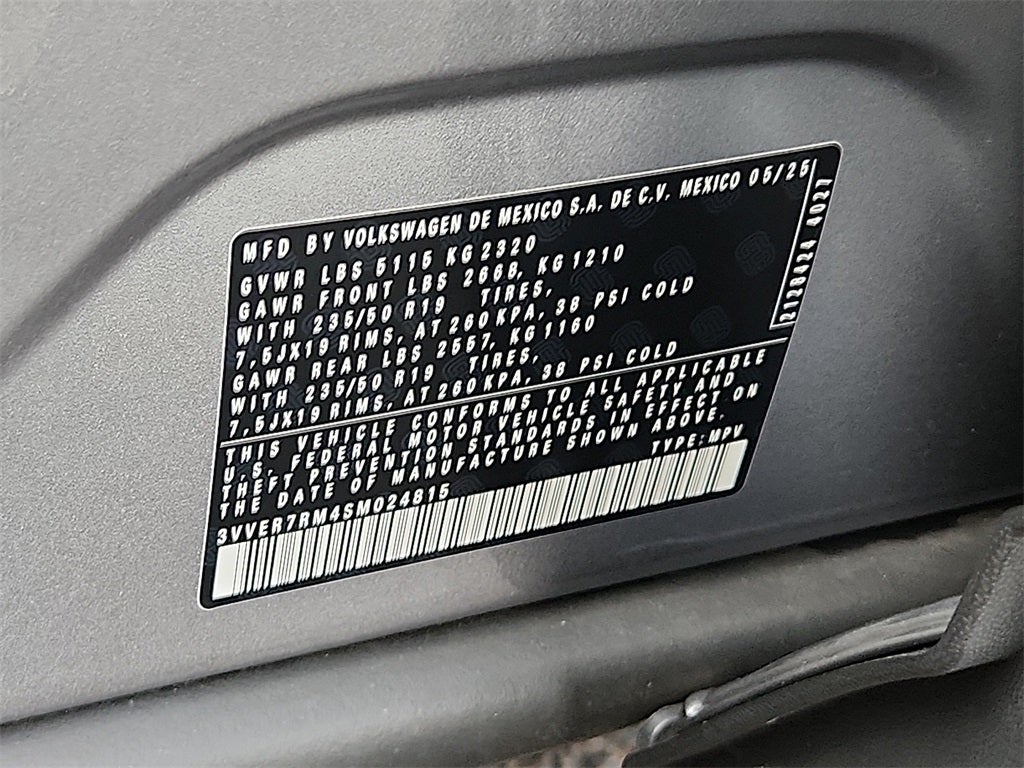 MFD BY VOLKSWAGEN DE MEXICO S.A. DE C.V. MEXICO 05/25
GVWR LBS 5115 KG 2320
GAWR FRONT LBS 2668, KG 1210
WITH 235/50 R19 TIRES,
7,5JX19 RIMS, AT 260 KPA, 38 PSI COLD
GAWR REAR LBS 2557, KG 1160
WITH 235/50 R19 TIRES,
7,5JX19 RIMS, AT 260 KPA, 38 PSI COLD
2128424 4027
THIS VEHICLE CONFORMS TO ALL APPLICABLE
U.S. FEDERAL MOTOR VEHICLE SAFETY AND
THEFT PREVENTION STANDARDS IN EFFECT ON
THE DATE OF MANUFACTURE SHOWN ABOVE.
TYPE: MPV
3VVER7RM4SM024815